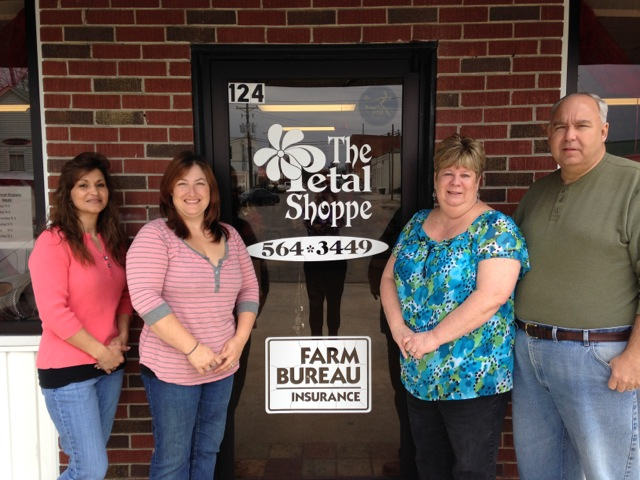 124
The
Petal
Shoppe
564*3449
FARM
BUREAU
INSURANCE